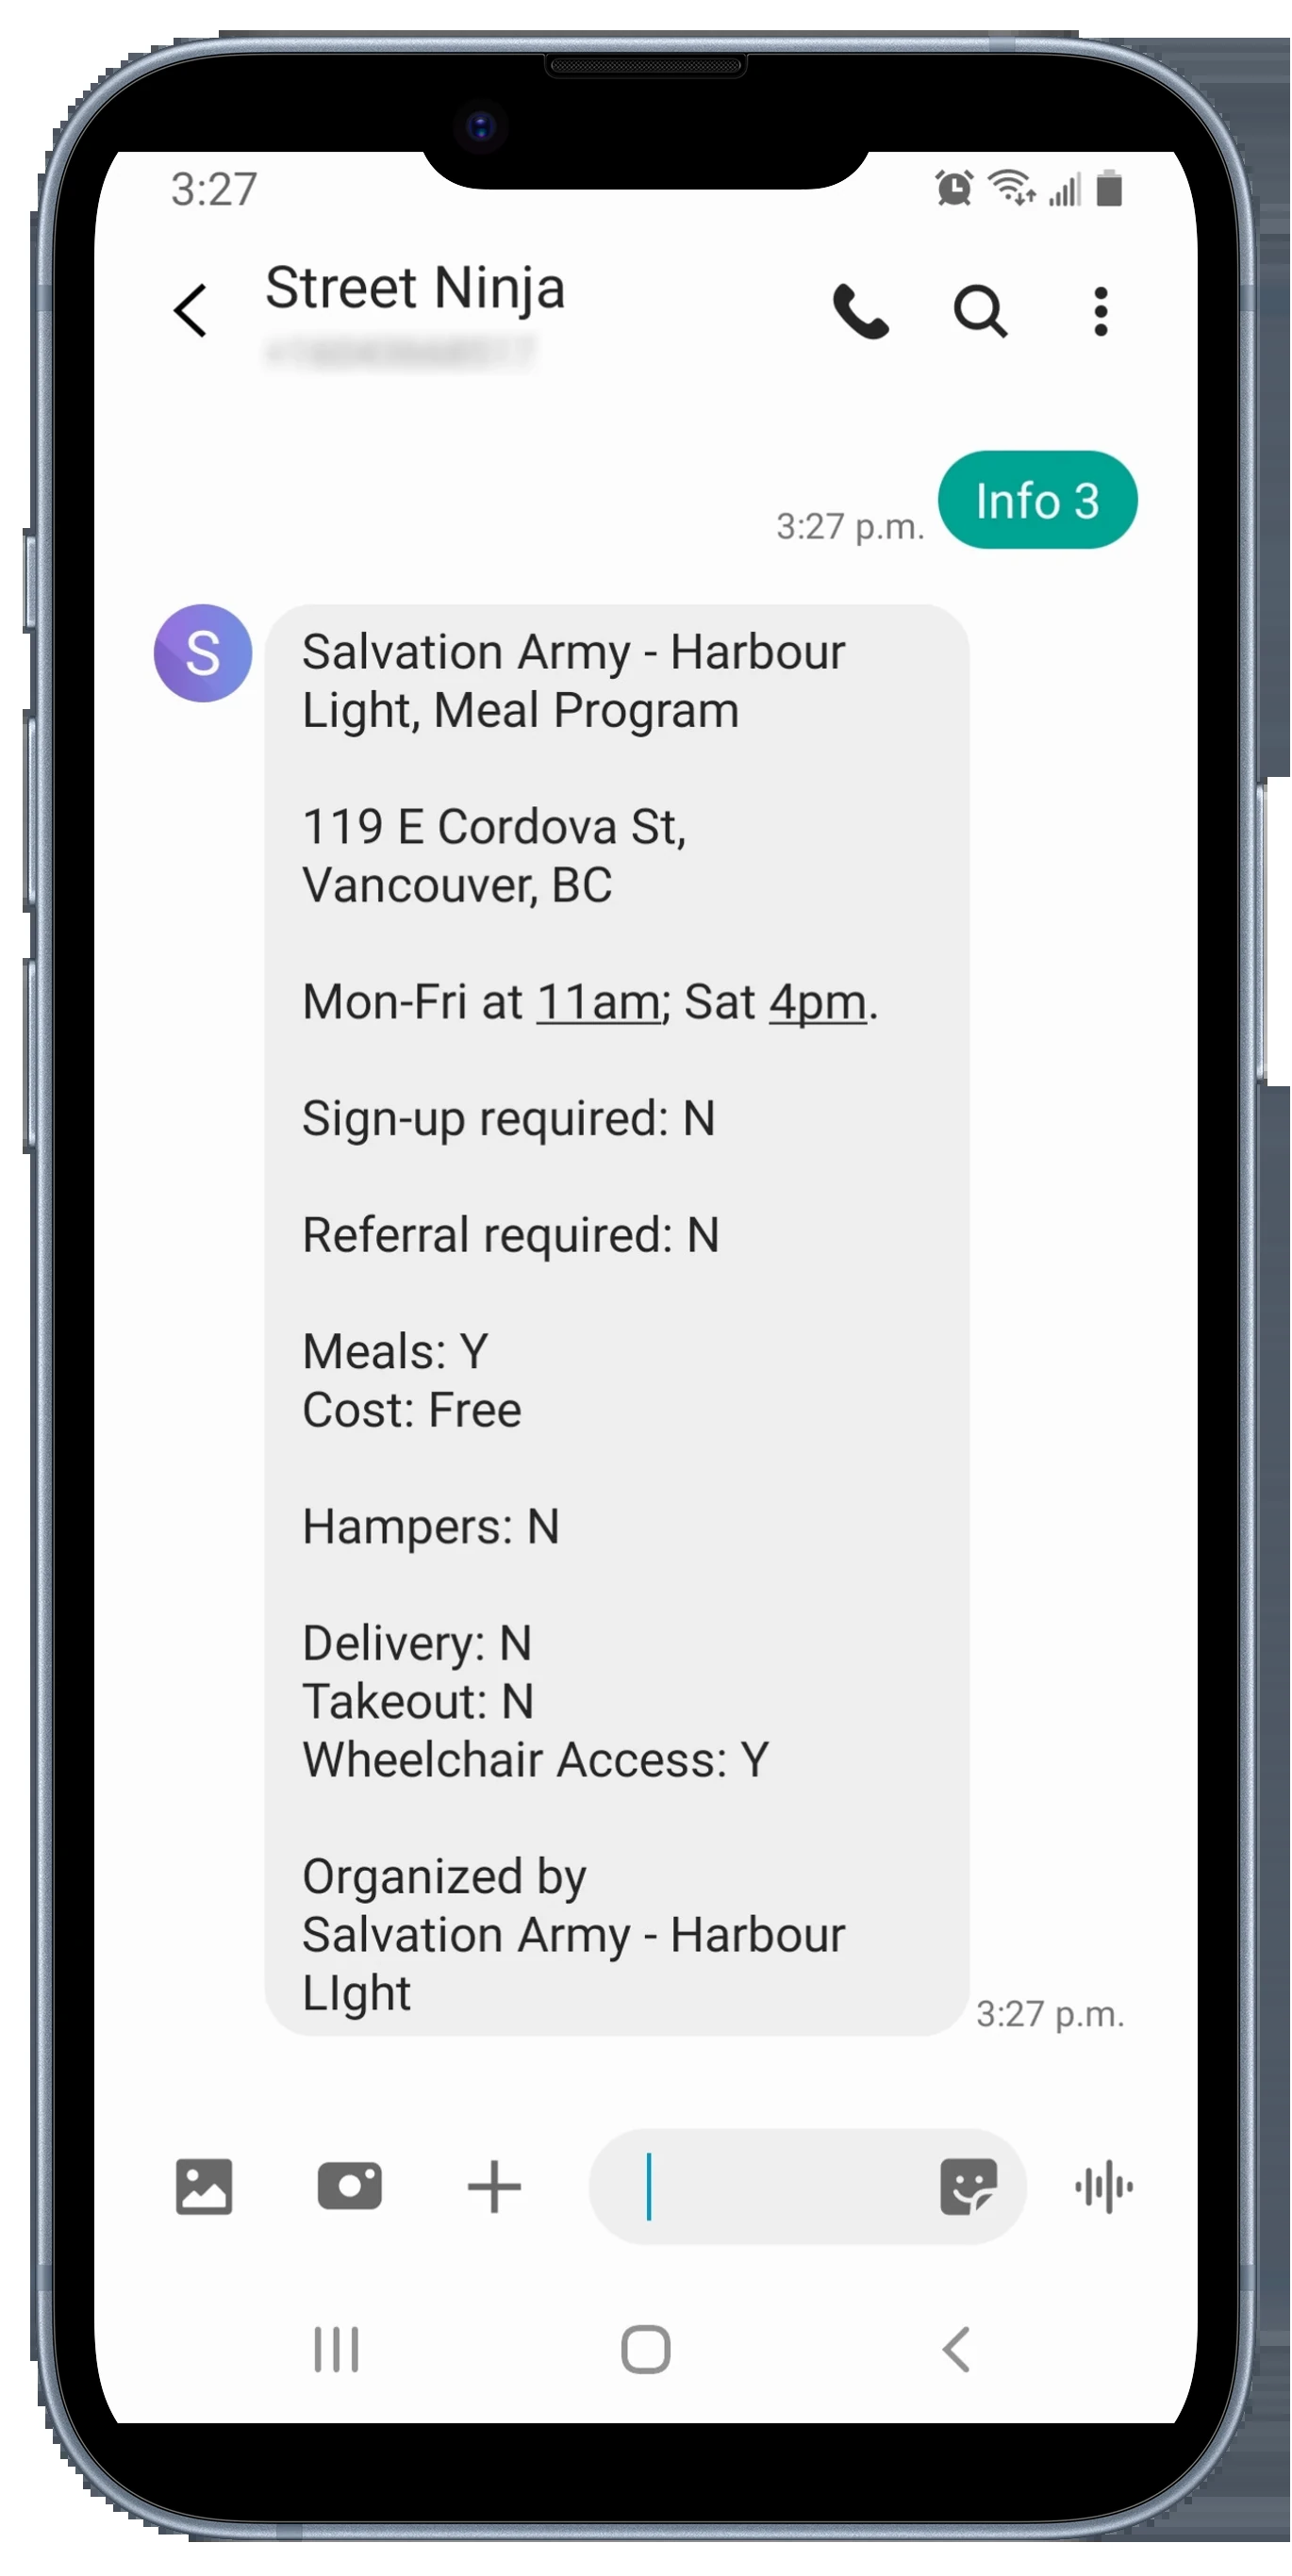 3:27
Street Ninja
Info 3
3:27 p.m.
S
Salvation Army - Harbour
Light, Meal Program
119 E Cordova St,
Vancouver, BC
Mon-Fri at 11am; Sat 4pm.
Sign-up required: N
Referral required: N
Meals: Y
Cost: Free
Hampers: N
Delivery: N
Takeout: N
Wheelchair Access: Y
Organized by
Salvation Army - Harbour
LIght
3:27 p.m.